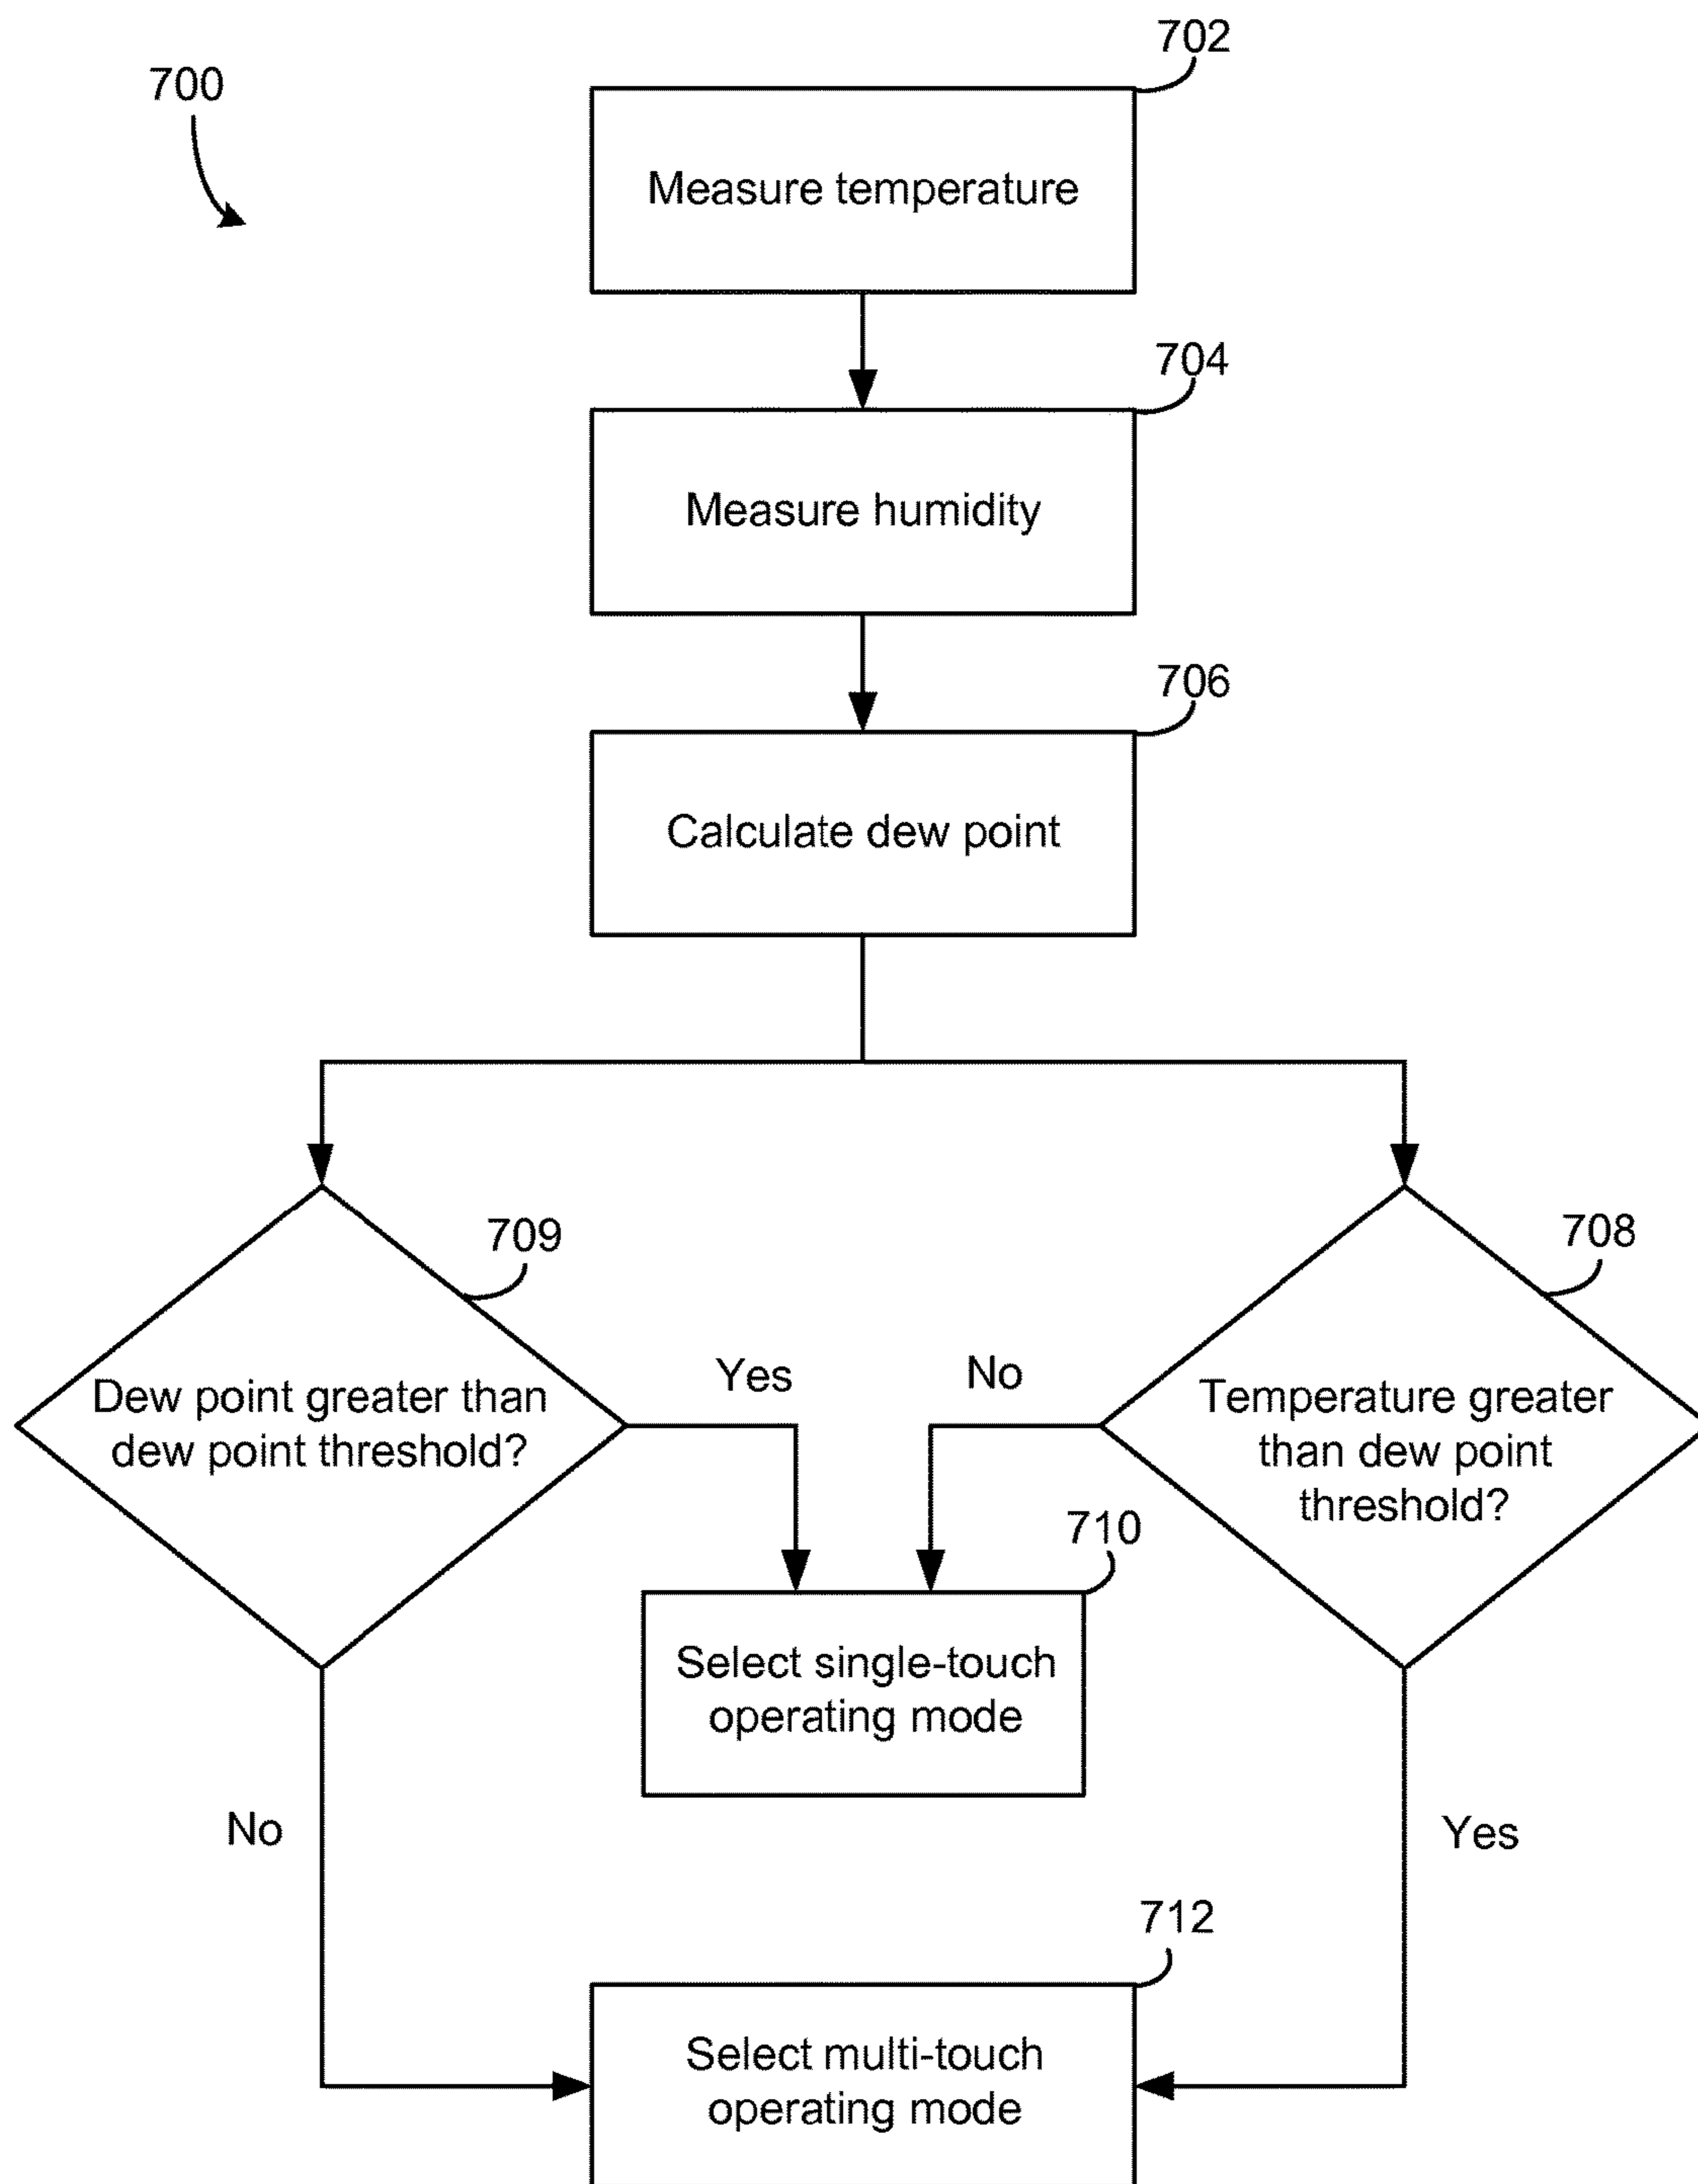 702
700
Measure temperature
704
Measure humidity
706
Calculate dew point
709
708
Dew point greater than
dew point threshold?
Yes
No
Temperature greater
than dew point
threshold?
710
Select single-touch
operating mode
No
Yes
712
Select multi-touch
operating mode